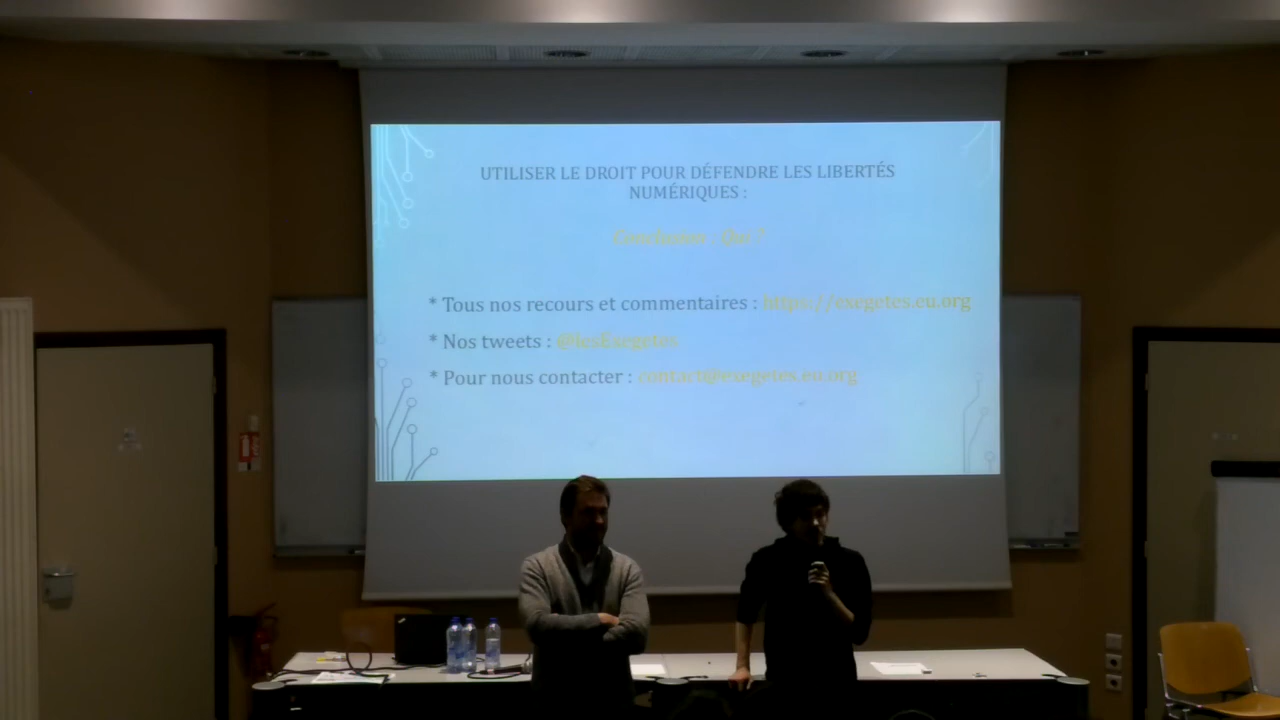 UTILISER LE DROIT POUR DÉFENDRE LES LIBERTÉS
NUMÉRIQUES :
Conclusion : Qui ?
* Tous nos recours et commentaires : https://exegetes.eu.org
* Nos tweets : @lesExegetes
* Pour nous contacter : contact@exegetes.eu.org